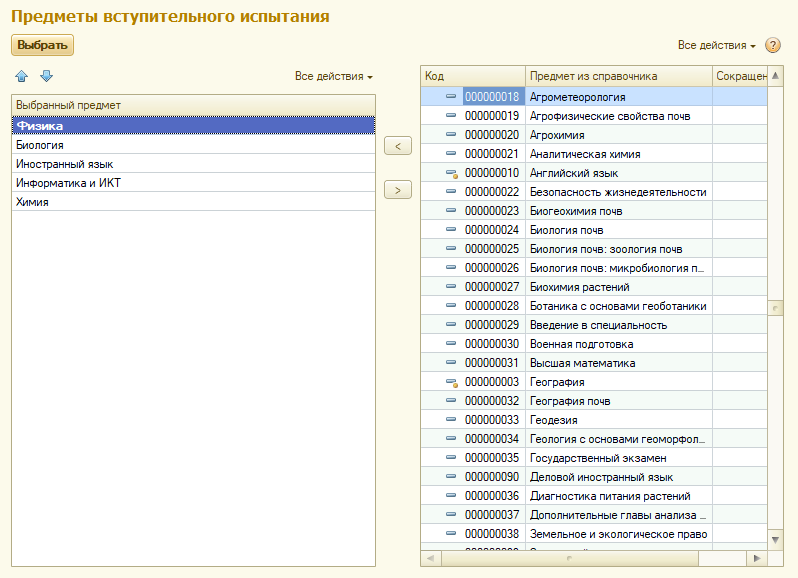 Предметы вступительного испытания
Выбрать
Все действия
Выбранный предмет
Физика
Биология
Иностранный язык
Информатика и ИКТ
Химия
<
>
Все действия ?
Код Предмет из справочника Сокращен
000000018 Агрометеорология
000000019 Агрофизические свойства почв
000000020 Агрохимия
000000021 Аналитическая химия
000000010 Английский язык
000000022 Безопасность жизнедеятельности
000000023 Биогеохимия почв
000000024 Биология почв
000000025 Биология почв: зоология почв
000000026 Биология почв: микробиология п...
000000027 Биохимия растений
000000028 Ботаника с основами геоботаники
000000029 Введение в специальность
000000030 Военная подготовка
000000031 Высшая математика
000000003 География
000000032 География почв
000000033 Геодезия
000000034 Геология с основами геоморфол...
000000035 Государственный экзамен
000000090 Деловой иностранный язык
000000036 Диагностика питания растений
000000037 Дополнительные главы анализа ...
000000038 Земельное и экологическое право